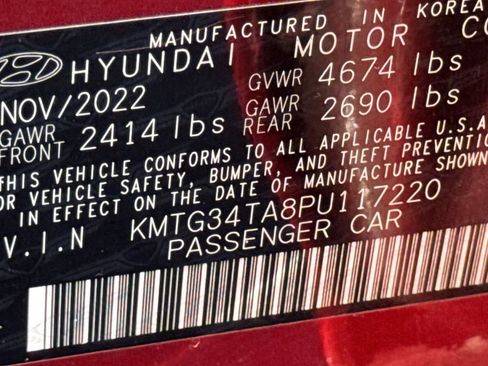 MANUFACTURED IN KOREA
HYUNDAI MOTOR CO
NOV/2022 GVWR 4674 lbs
GAWR FRONT 2414 lbs GAWR REAR 2690 lbs
THIS VEHICLE CONFORMS TO ALL APPLICABLE U.S.A
OR VEHICLE SAFETY, BUMPER, AND THEFT PREVENTIO
IN EFFECT ON THE DATE OF MANUFACTURE SHOWN
V.I.N KMTG34TA8PU117220
PASSENGER CAR